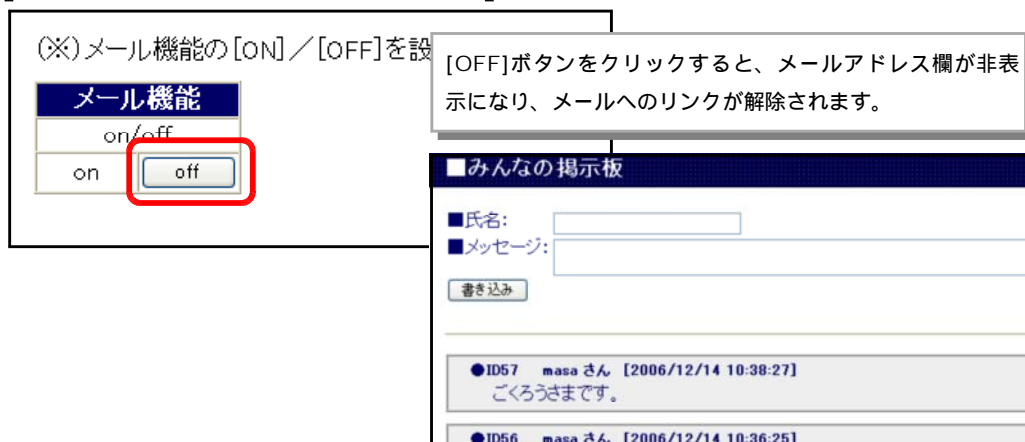 (※)メール機能の[ON]／[OFF]を設
メール機能
on/off
on off
[OFF]ボタンをクリックすると、メールアドレス欄が非表
示になり、メールへのリンクが解除されます。
■みんなの掲示板
■氏名:
■メッセージ:
書き込み
●ID57 masa さん [2006/12/14 10:38:27]
ごくろうさまです。
●ID56 masa さん [2006/12/14 10:36:25]